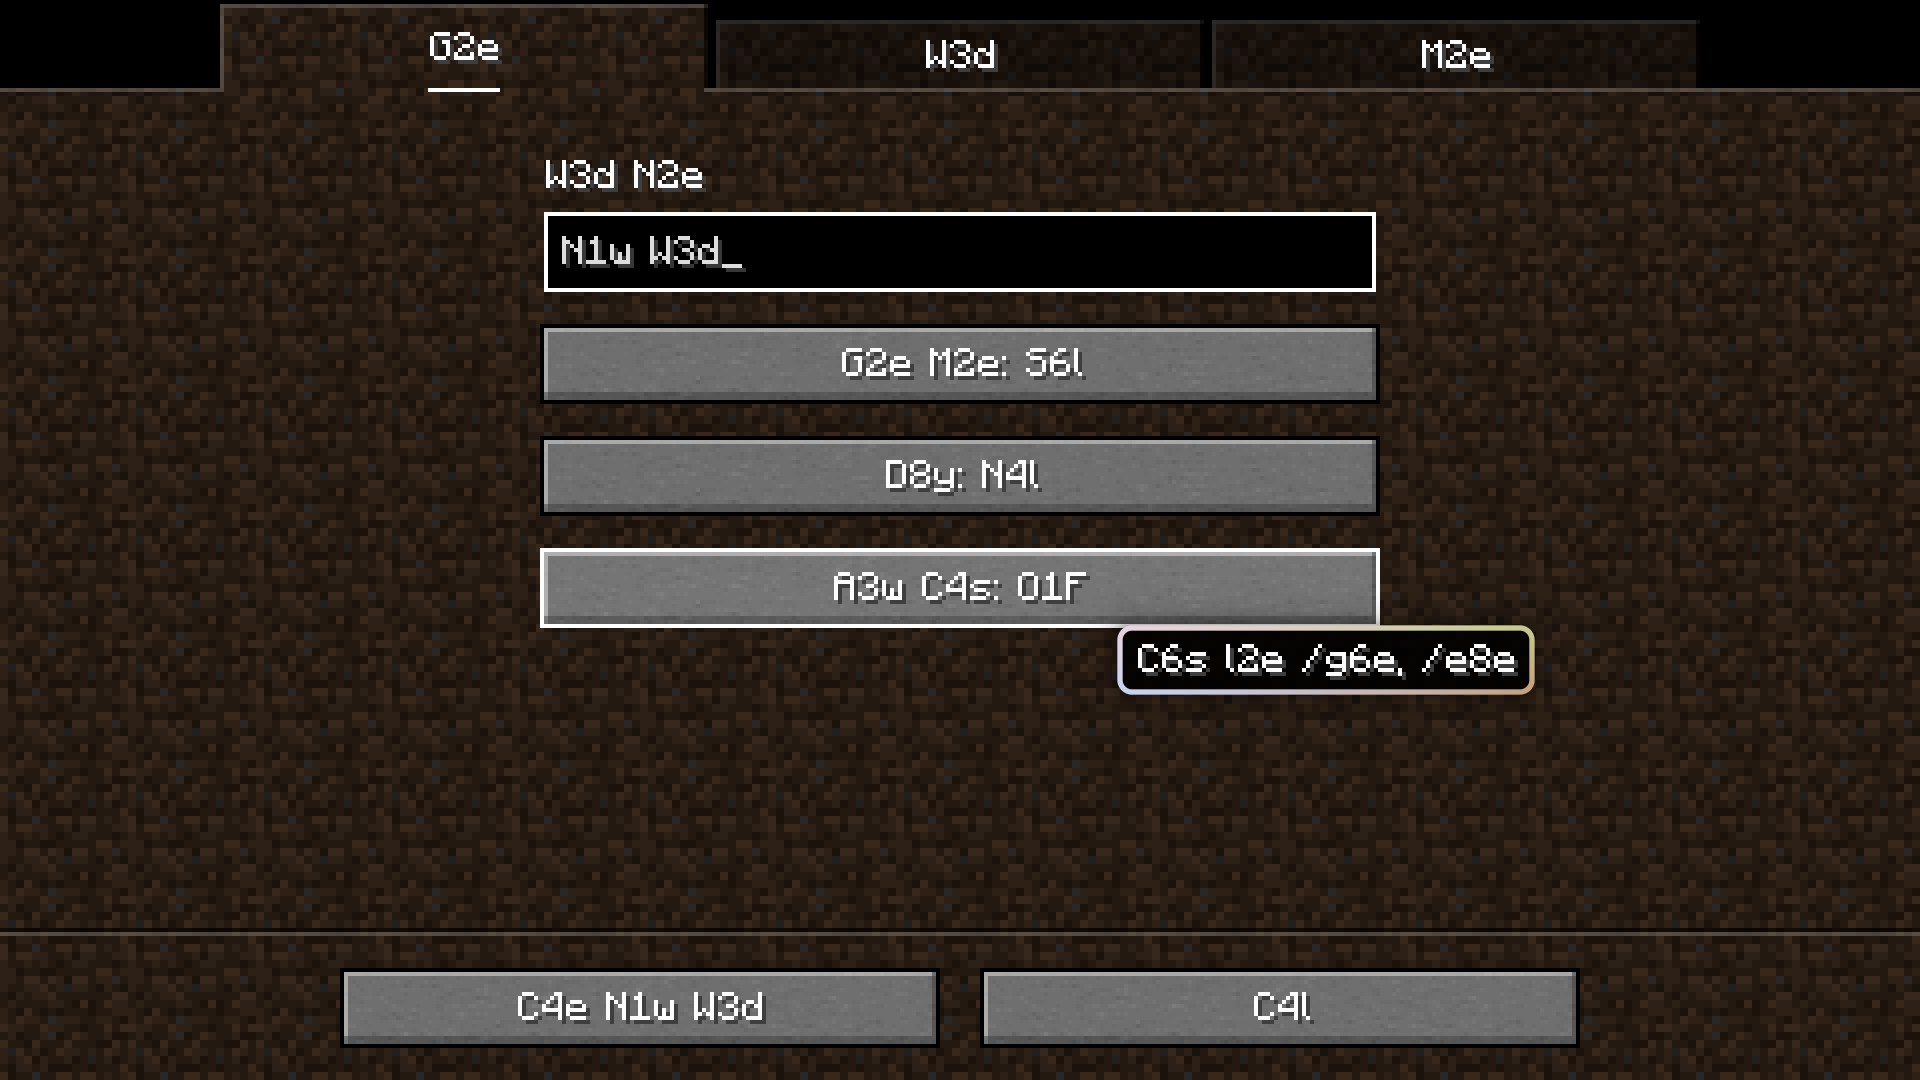 G2e
W3d
M2e
W3d N2e
N1w W3d_
G2e M2e: S6l
D8y: N4l
A3w C4s: O1F
C6s l2e /g6e, /e8e
C4e N1w W3d
C4l